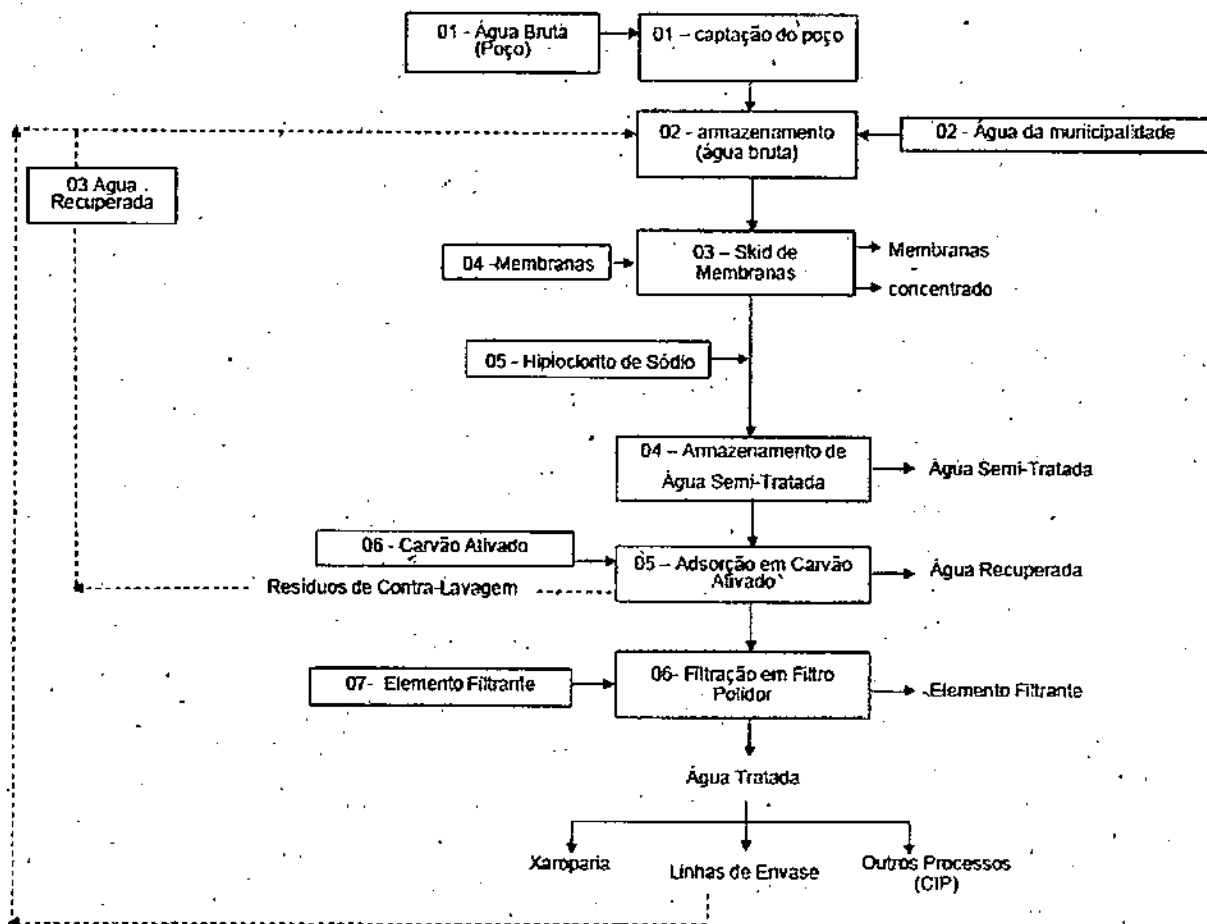 01 - Água Bruta
(Poço)
01 – captação do poço
02 - armazenamento
(água bruta)
02 - Água da municipalidade
03 Agua
Recuperada
04 -Membranas
03 – Skid de
Membranas
Membranas
concentrado
05 - Hiploclorito de Sódio
04 – Armazenamento de
Água Semi-Tratada
Água Semi-Tratada
06 - Carvão Ativado
05 – Adsorção em Carvão
Ativado
Água Recuperada
Resíduos de Contra-Lavagem
07- Elemento Filtrante
06- Filtração em Filtro
Polidor
Elemento Filtrante
Água Tratada
Xaroparia
Linhas de Envase
Outros Processos
(CIP)